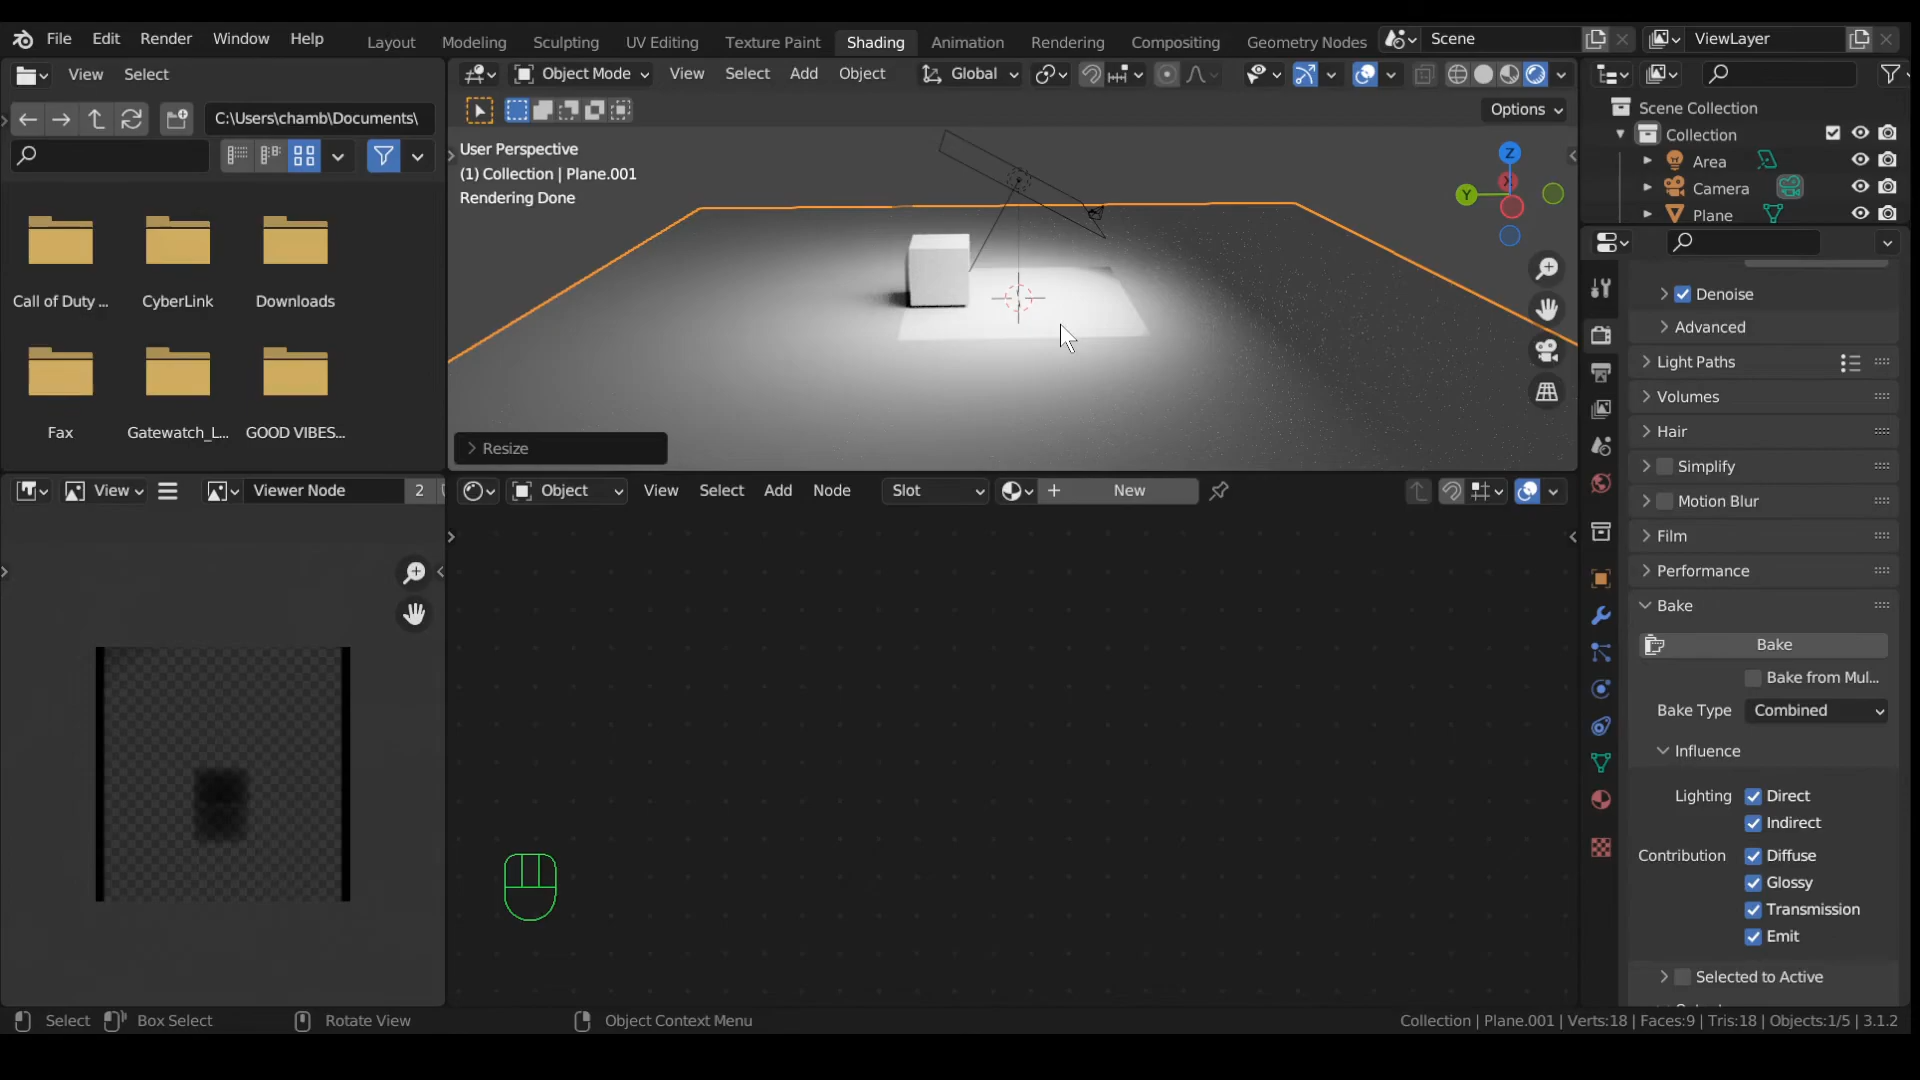 File Edit Render Window Help
Layout Modeling Sculpting UV Editing Texture Paint Shading Animation Rendering Compositing Geometry Nodes
Scene ViewLayer
View Select
Object Mode View Select Add Object Global
C:\Users\chamb\Documents\
Options
User Perspective
(1) Collection | Plane.001
Rendering Done
Z
X
Y
Scene Collection
Collection
Area
Camera
Plane
Call of Duty ... CyberLink Downloads
Fax Gatewatch_L... GOOD VIBES...
Resize
Denoise
Advanced
Light Paths
Volumes
Hair
Simplify
Motion Blur
Film
Performance
Bake
Bake
Bake from Mul...
Bake Type Combined
Influence
Lighting Direct
Indirect
Contribution Diffuse
Glossy
Transmission
Emit
Selected to Active
View Viewer Node 2
Object View Select Add Node Slot New
Select Box Select Rotate View Object Context Menu
Collection | Plane.001 | Verts:18 | Faces:9 | Tris:18 | Objects:1/5 | 3.1.2